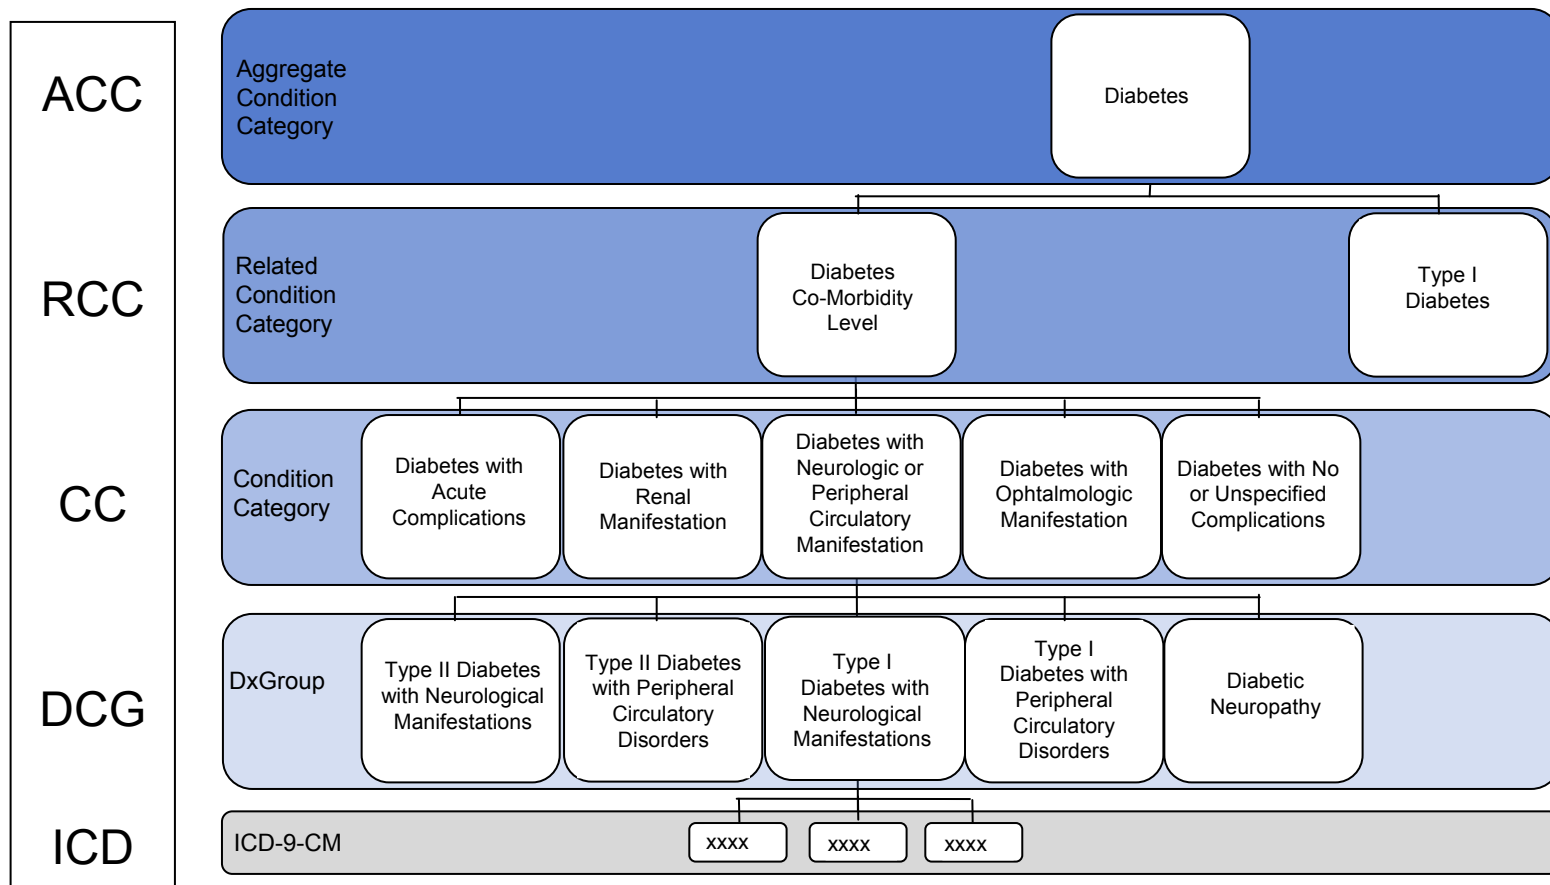 ACC
Aggregate
Condition
Category
Diabetes
RCC
Related
Condition
Category
Diabetes
Co-Morbidity
Level
Type I
Diabetes
CC
Condition
Category
Diabetes with
Acute
Complications
Diabetes with
Renal
Manifestation
Diabetes with
Neurologic or
Peripheral
Circulatory
Manifestation
Diabetes with
Ophtalmologic
Manifestation
Diabetes with No
or Unspecified
Complications
DCG
DxGroup
Type II Diabetes
with Neurological
Manifestations
Type II Diabetes
with Peripheral
Circulatory
Disorders
Type I
Diabetes with
Neurological
Manifestations
Type I
Diabetes with
Peripheral
Circulatory
Disorders
Diabetic
Neuropathy
ICD
ICD-9-CM
xxxx
xxxx
xxxx